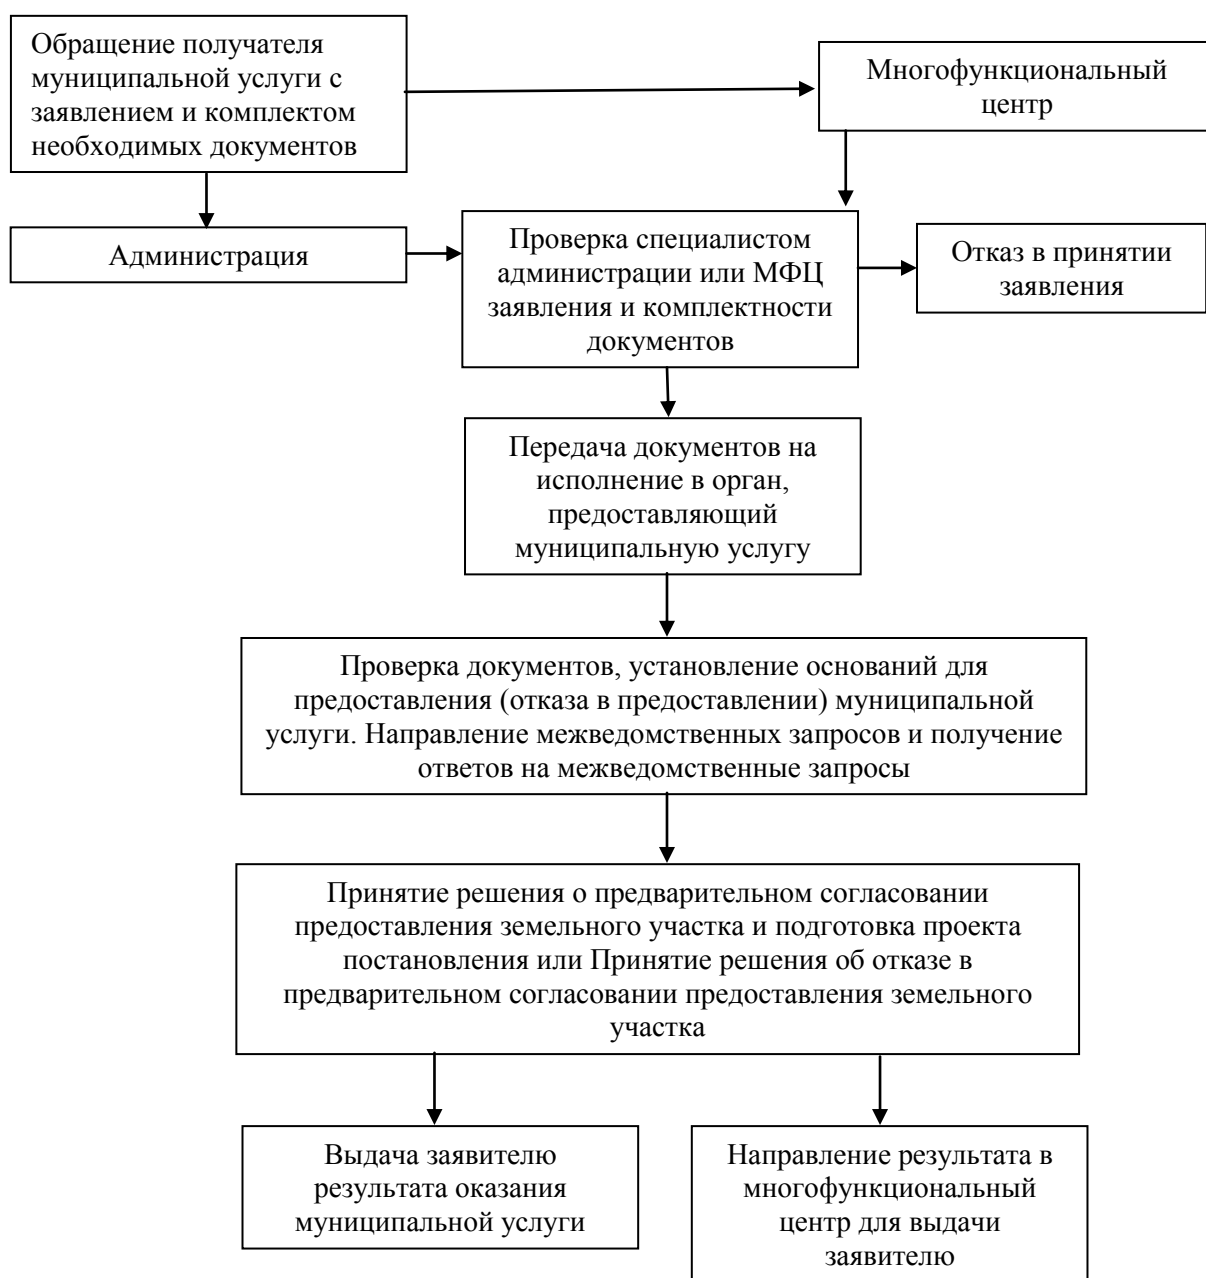 Обращение получателя
муниципальной услуги с
заявлением и комплектом
необходимых документов
Многофункциональный
центр
Администрация
Проверка специалистом
администрации или МФЦ
заявления и комплектности
документов
Отказ в принятии
заявления
Передача документов на
исполнение в орган,
предоставляющий
муниципальную услугу
Проверка документов, установление оснований для
предоставления (отказа в предоставлении) муниципальной
услуги. Направление межведомственных запросов и получение
ответов на межведомственные запросы
Принятие решения о предварительном согласовании
предоставления земельного участка и подготовка проекта
постановления или Принятие решения об отказе в
предварительном согласовании предоставления земельного
участка
Выдача заявителю
результата оказания
муниципальной услуги
Направление результата в
многофункциональный
центр для выдачи
заявителю